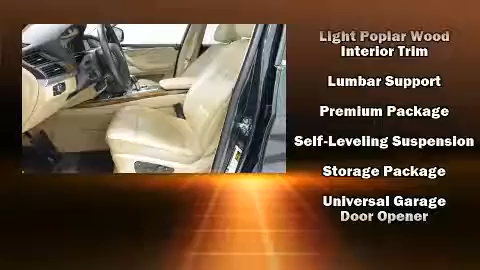 Light Poplar Wood
Interior Trim
Lumbar Support
Premium Package
Self-Leveling Suspension
Storage Package
Universal Garage
Door Opener